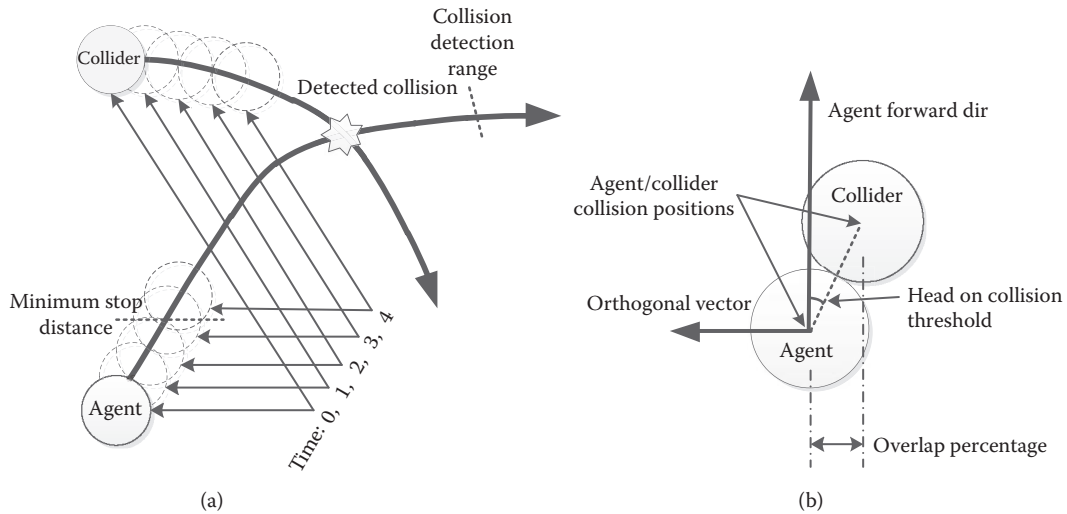 Collision
detection
range
Collider
Detected collision
Minimum stop
distance
Agent
Time: 0, 1, 2, 3, 4
(a)
Agent forward dir
Agent/collider
collision positions
Collider
Orthogonal vector
Head on collision
threshold
Agent
Overlap percentage
(b)